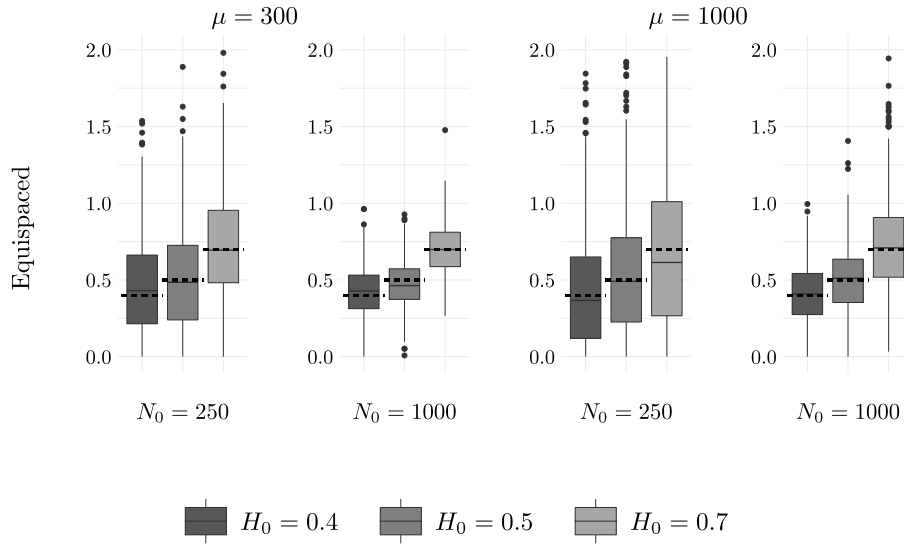 μ = 300 μ = 1000
Equispaced
2.0 2.0 2.0 2.0
1.5 1.5 1.5 1.5
1.0 1.0 1.0 1.0
0.5 0.5 0.5 0.5
0.0 0.0 0.0 0.0
N₀ = 250 N₀ = 1000 N₀ = 250 N₀ = 1000
H₀ = 0.4 H₀ = 0.5 H₀ = 0.7